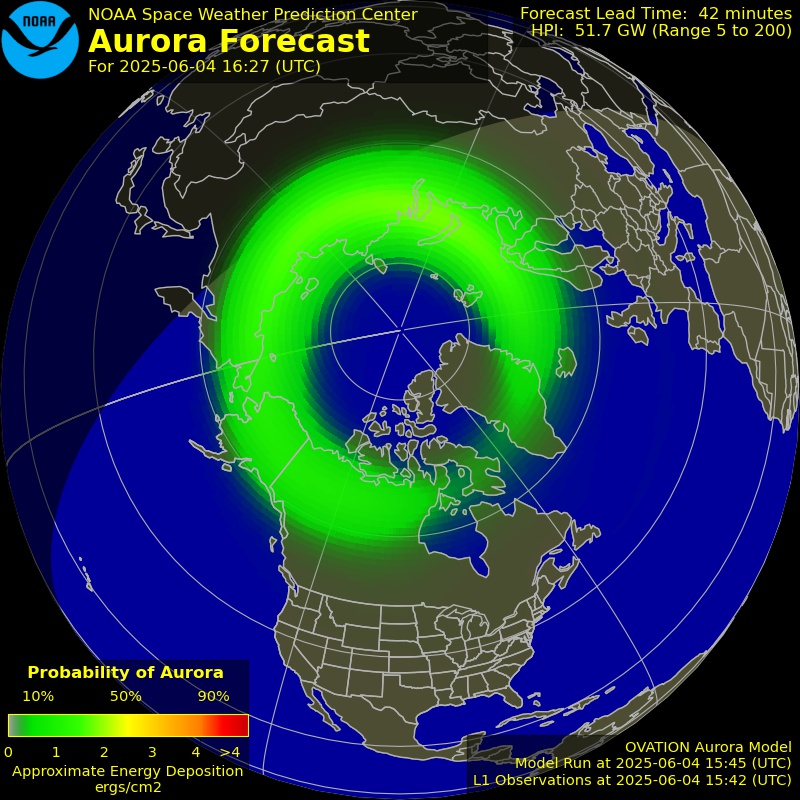 NOAA
NOAA Space Weather Prediction Center
Aurora Forecast
For 2025-06-04 16:27 (UTC)
Forecast Lead Time: 42 minutes
HPI: 51.7 GW (Range 5 to 200)
Probability of Aurora
10% 50% 90%
0 1 2 3 4 >4
Approximate Energy Deposition
ergs/cm2
OVATION Aurora Model
Model Run at 2025-06-04 15:45 (UTC)
L1 Observations at 2025-06-04 15:42 (UTC)